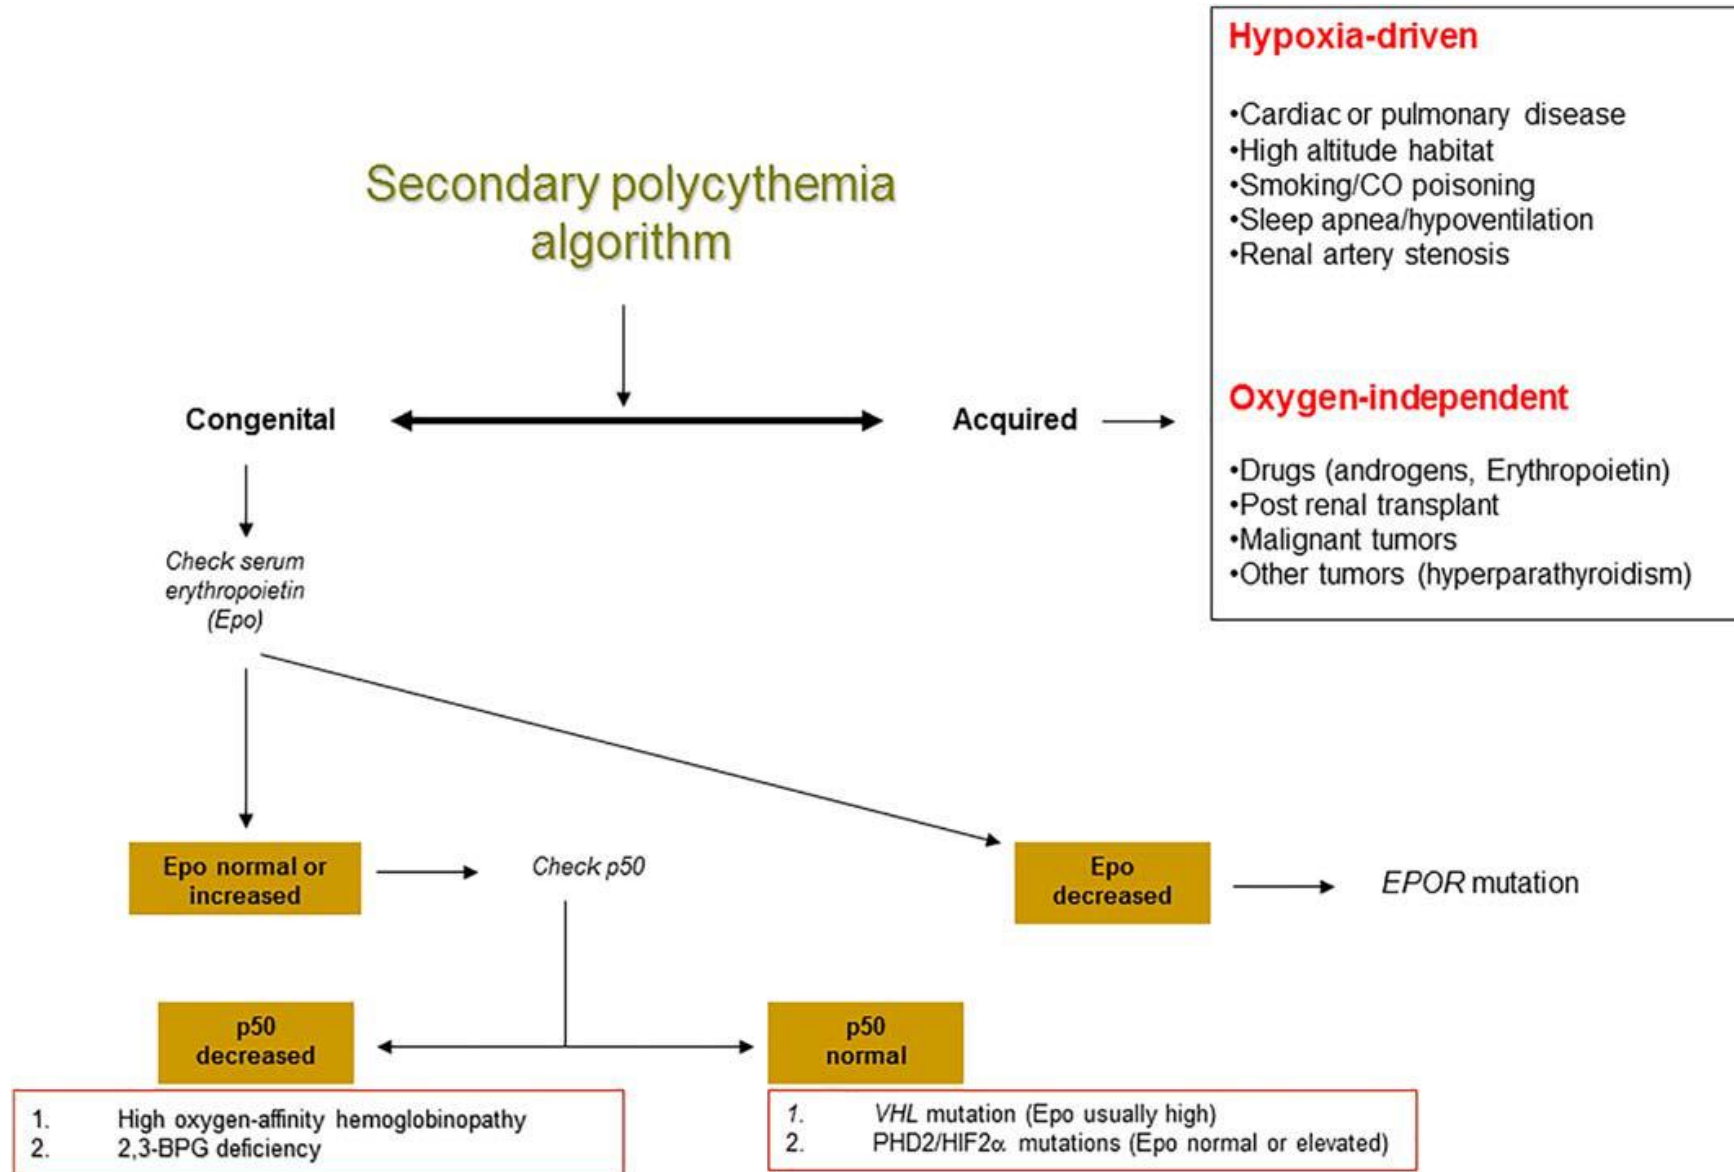 Secondary polycythemia
algorithm
Congenital
Acquired
Hypoxia-driven
•Cardiac or pulmonary disease
•High altitude habitat
•Smoking/CO poisoning
•Sleep apnea/hypoventilation
•Renal artery stenosis
Oxygen-independent
•Drugs (androgens, Erythropoietin)
•Post renal transplant
•Malignant tumors
•Other tumors (hyperparathyroidism)
Check serum
erythropoietin
(Epo)
Epo normal or
increased
Check p50
Epo
decreased
EPOR mutation
p50
decreased
p50
normal
1. High oxygen-affinity hemoglobinopathy
2. 2,3-BPG deficiency
1. VHL mutation (Epo usually high)
2. PHD2/HIF2α mutations (Epo normal or elevated)